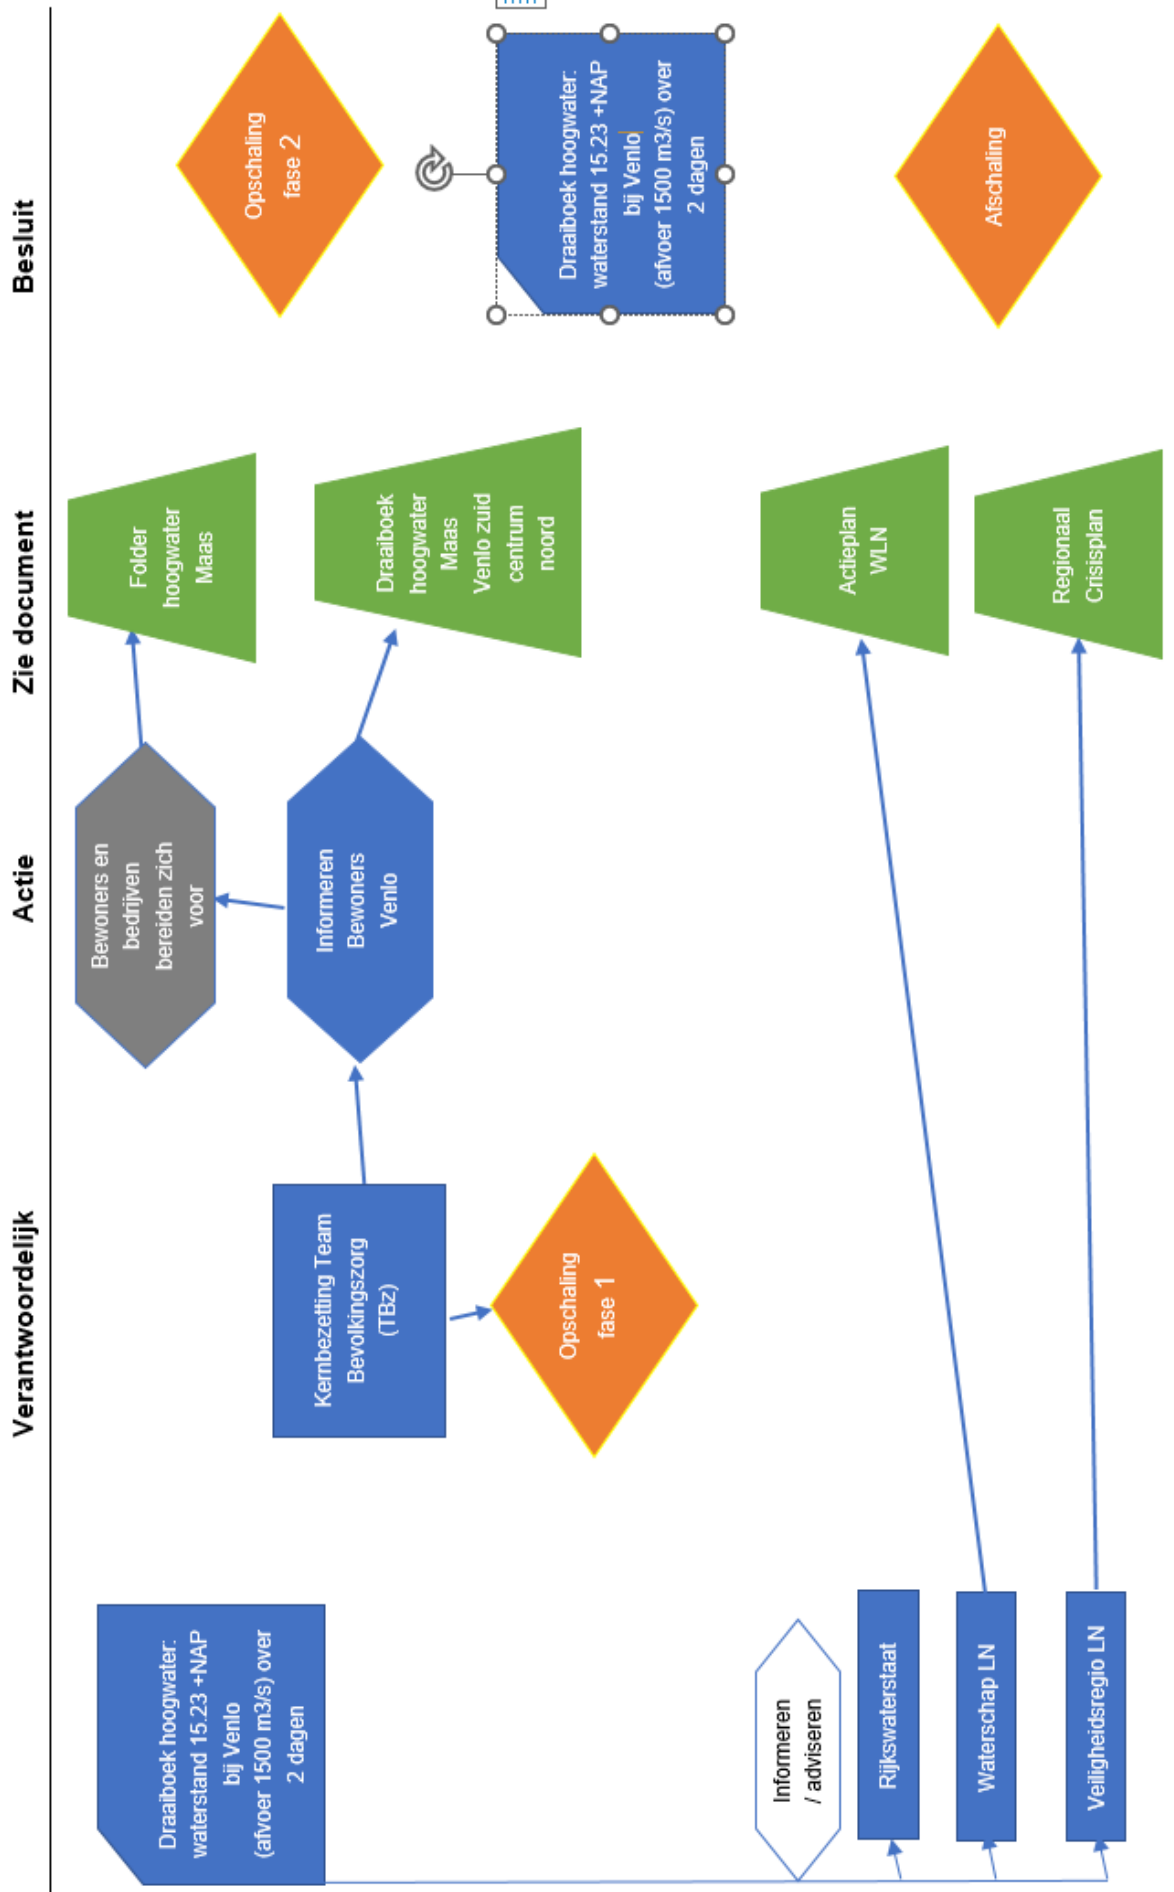 Verantwoordelijk
Actie
Zie document
Besluit
Draaiboek hoogwater:
waterstand 15.23 +NAP
bij Venlo
(afvoer 1500 m3/s) over
2 dagen
Kernbezetting Team
Bevolkingszorg
(TBz)
Opschaling
fase 1
Bewoners en
bedrijven
bereiden zich
voor
Informeren
Bewoners
Venlo
Folder
hoogwater
Maas
Draaiboek
hoogwater
Maas
Venlo zuid
centrum
noord
Opschaling
fase 2
Draaiboek hoogwater:
waterstand 15.23 +NAP
bij Venlo
(afvoer 1500 m3/s) over
2 dagen
Informeren
/ adviseren
Rijkswaterstaat
Waterschap LN
Veiligheidsregio LN
Actieplan
WLN
Regionaal
Crisisplan
Afschaling